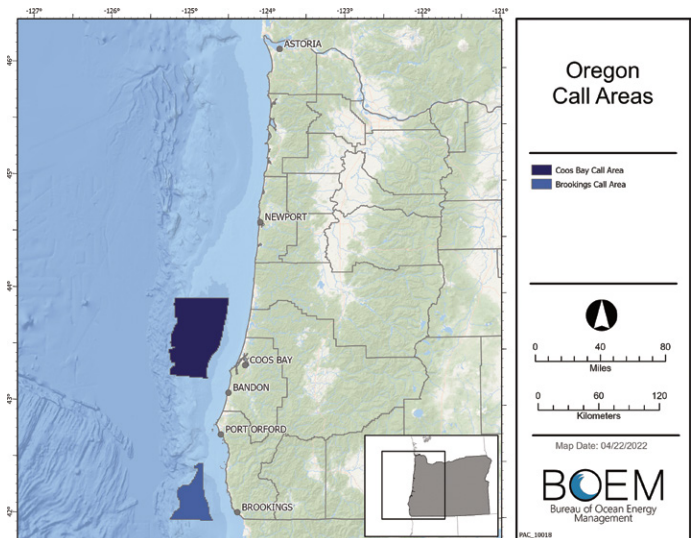 -127°
-126°
-125°
-124°
-123°
-122°
-121°
46°
45°
44°
43°
42°
ASTORIA
NEWPORT
COOS BAY
BANDON
PORT ORFORD
BROOKINGS
Oregon
Call Areas
Coos Bay Call Area
Brookings Call Area
0 40 80
Miles
0 60 120
Kilometers
Map Date: 04/22/2022
BOEM
Bureau of Ocean Energy
Management
PAC_10018